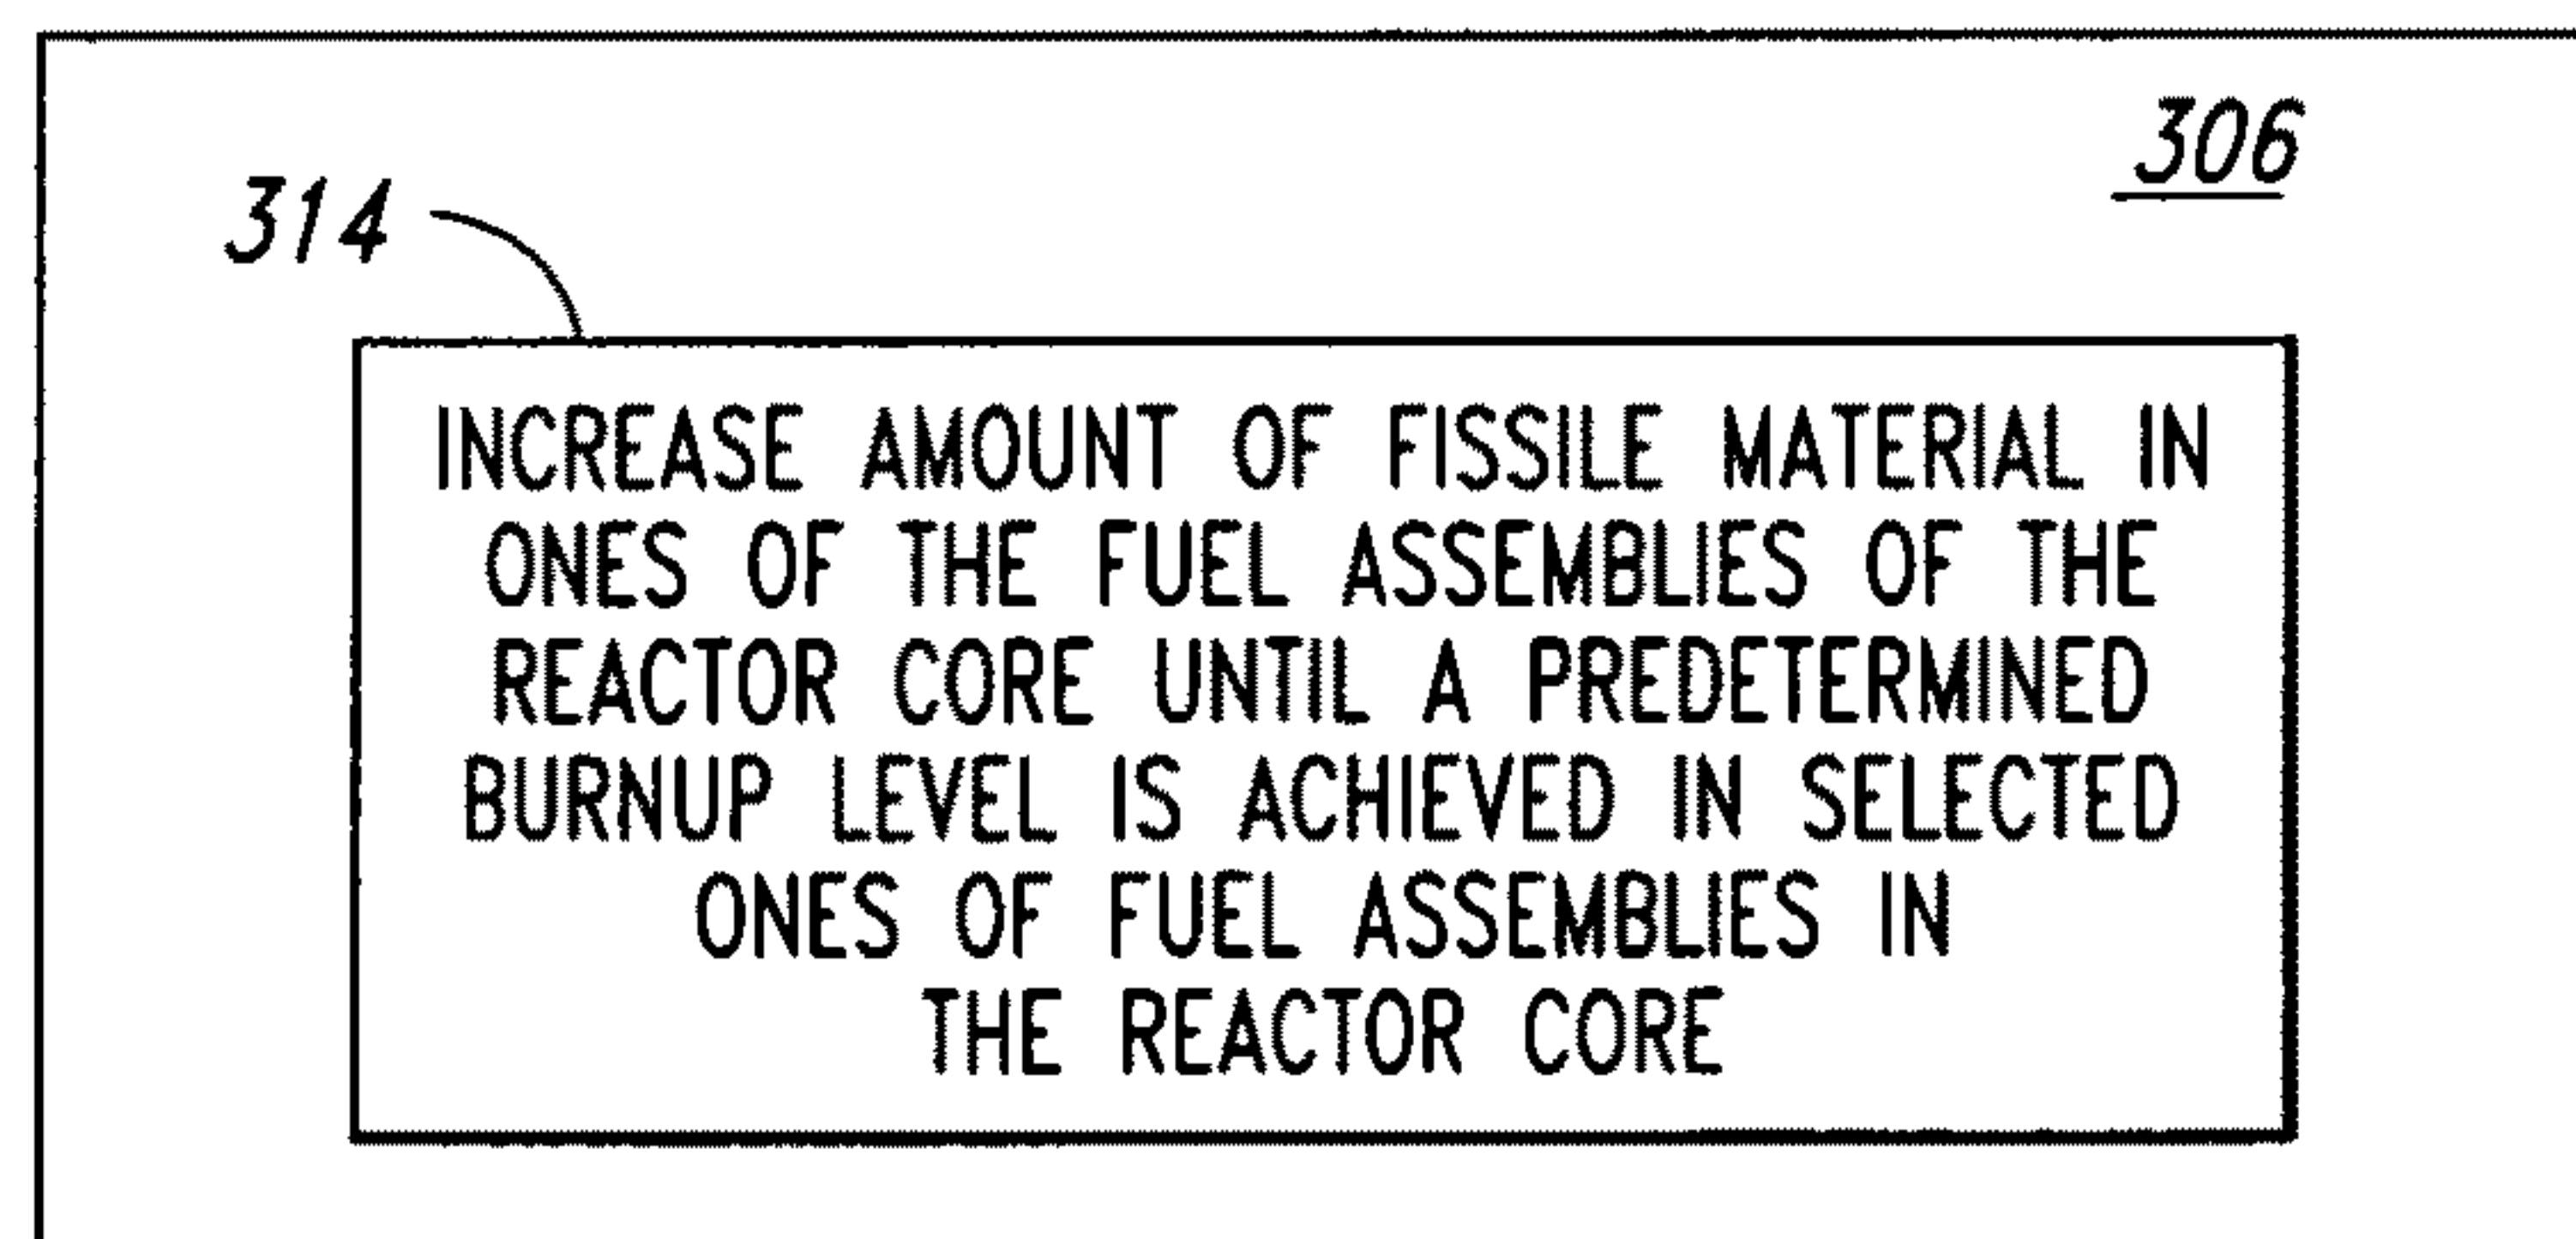 306
314
INCREASE AMOUNT OF FISSILE MATERIAL IN
ONES OF THE FUEL ASSEMBLIES OF THE
REACTOR CORE UNTIL A PREDETERMINED
BURNUP LEVEL IS ACHIEVED IN SELECTED
ONES OF FUEL ASSEMBLIES IN
THE REACTOR CORE